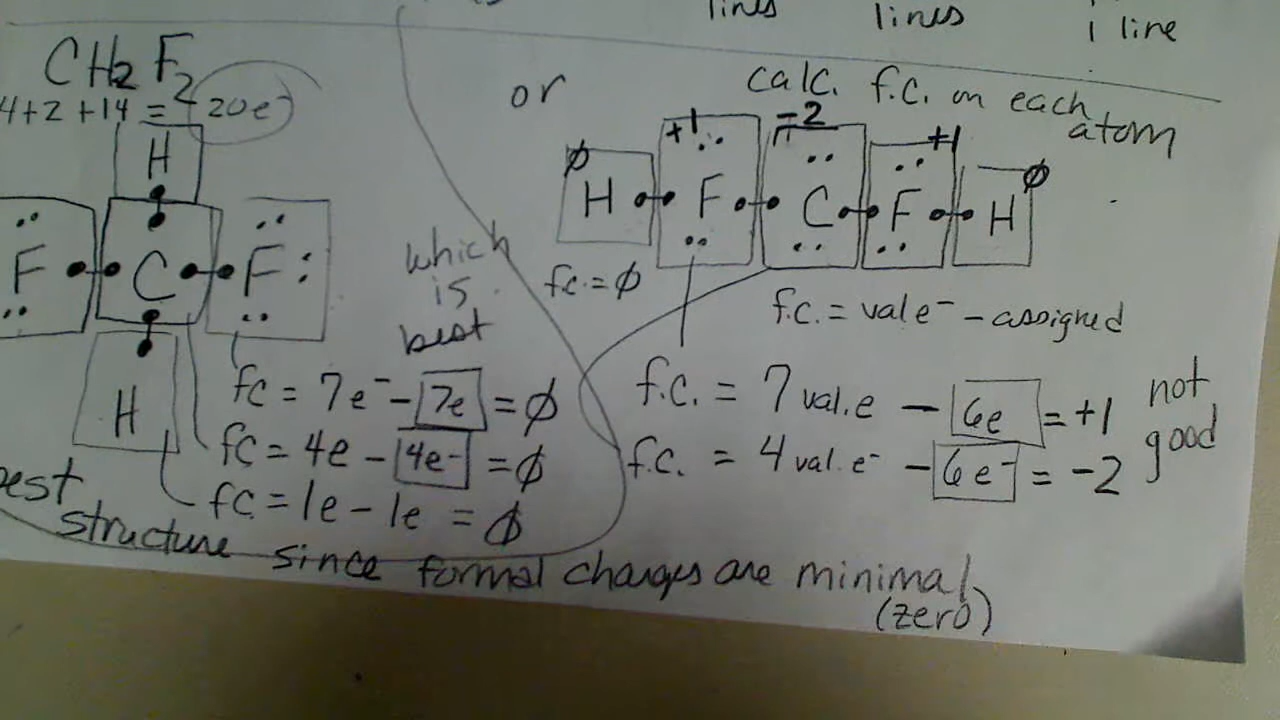 lines lines 1 line
CH2F2
4+2+14 = 20e-
or
calc. f.c. on each atom
H
F C F
H
which
is
best
ø +1 -2 +1 ø
H F C F H
fc = ø
f.c. = val e- - assigned
fc = 7e- - 7e = ø
fc = 4e - 4e- = ø
fc = 1e - 1e = ø
f.c. = 7 val.e - 6e = +1
f.c. = 4 val.e- - 6e- = -2
not
good
structure since formal charges are minimal
(zero)